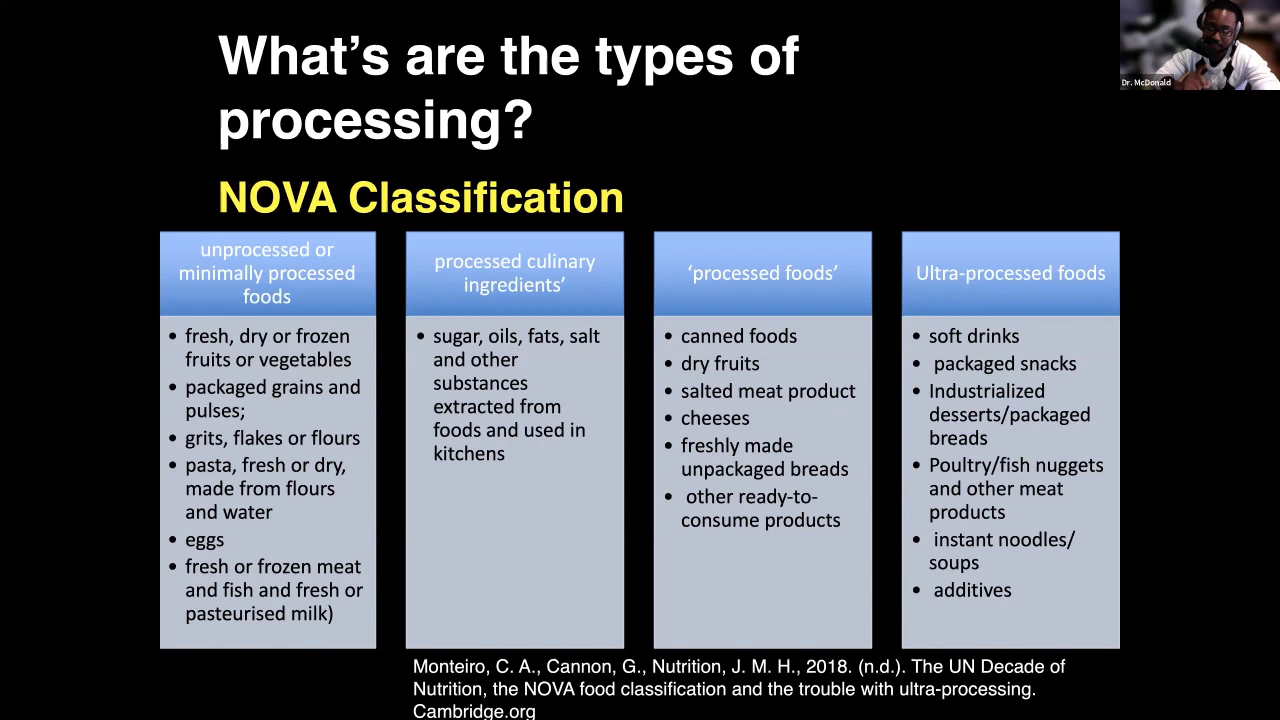 What’s are the types of
processing?
NOVA Classification
unprocessed or
minimally processed
foods
• fresh, dry or frozen
fruits or vegetables
• packaged grains and
pulses;
• grits, flakes or flours
• pasta, fresh or dry,
made from flours
and water
• eggs
• fresh or frozen meat
and fish and fresh or
pasteurised milk)
processed culinary
ingredients’
• sugar, oils, fats, salt
and other
substances
extracted from
foods and used in
kitchens
‘processed foods’
• canned foods
• dry fruits
• salted meat product
• cheeses
• freshly made
unpackaged breads
• other ready-to-
consume products
Ultra-processed foods
• soft drinks
• packaged snacks
• Industrialized
desserts/packaged
breads
• Poultry/fish nuggets
and other meat
products
• instant noodles/
soups
• additives
Monteiro, C. A., Cannon, G., Nutrition, J. M. H., 2018. (n.d.). The UN Decade of
Nutrition, the NOVA food classification and the trouble with ultra-processing.
Cambridge.org
Dr. McDonald